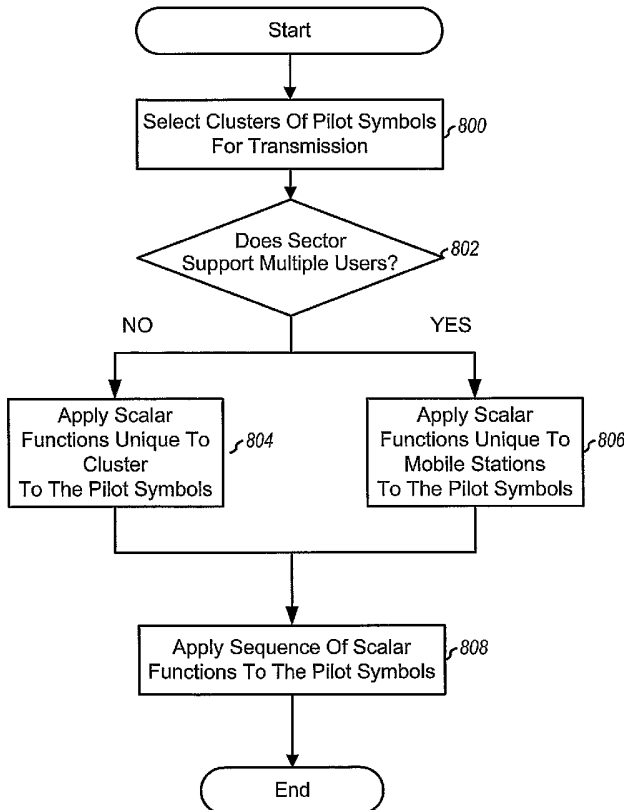 Start
Select Clusters Of Pilot Symbols
For Transmission
800
Does Sector
Support Multiple Users?
802
NO
YES
Apply Scalar
Functions Unique To
Cluster
To The Pilot Symbols
804
Apply Scalar
Functions Unique To
Mobile Stations
To The Pilot Symbols
806
Apply Sequence Of Scalar
Functions To The Pilot Symbols
808
End